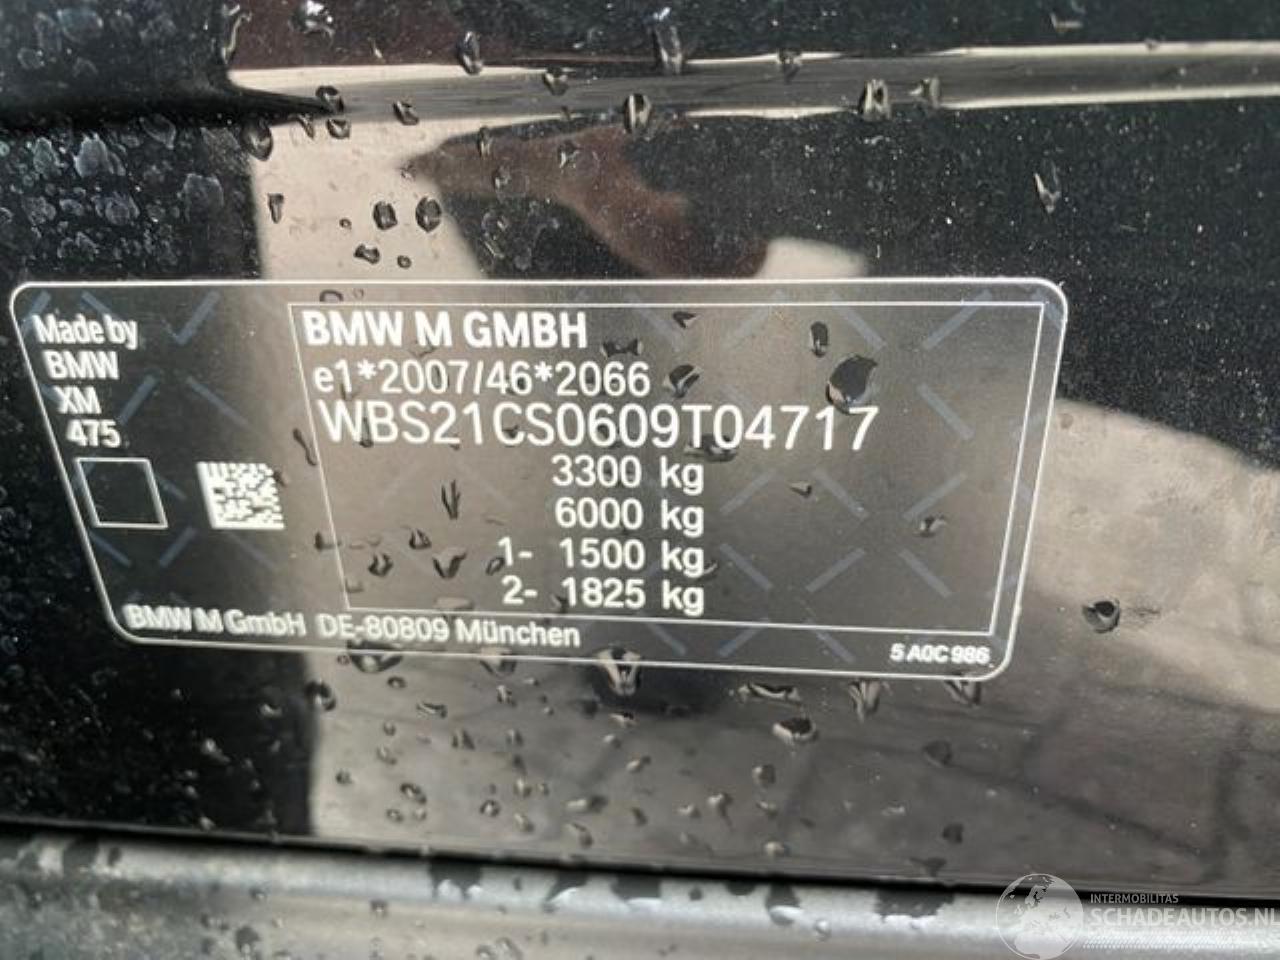 Made by
BMW
XM
475
BMW M GMBH
e1*2007/46*2066
WBS21CS0609T04717
3300 kg
6000 kg
1- 1500 kg
2- 1825 kg
BMW M GmbH DE-80809 München
5 A0C 986
INTERMOBILITAS
SCHADEAUTOS.NL